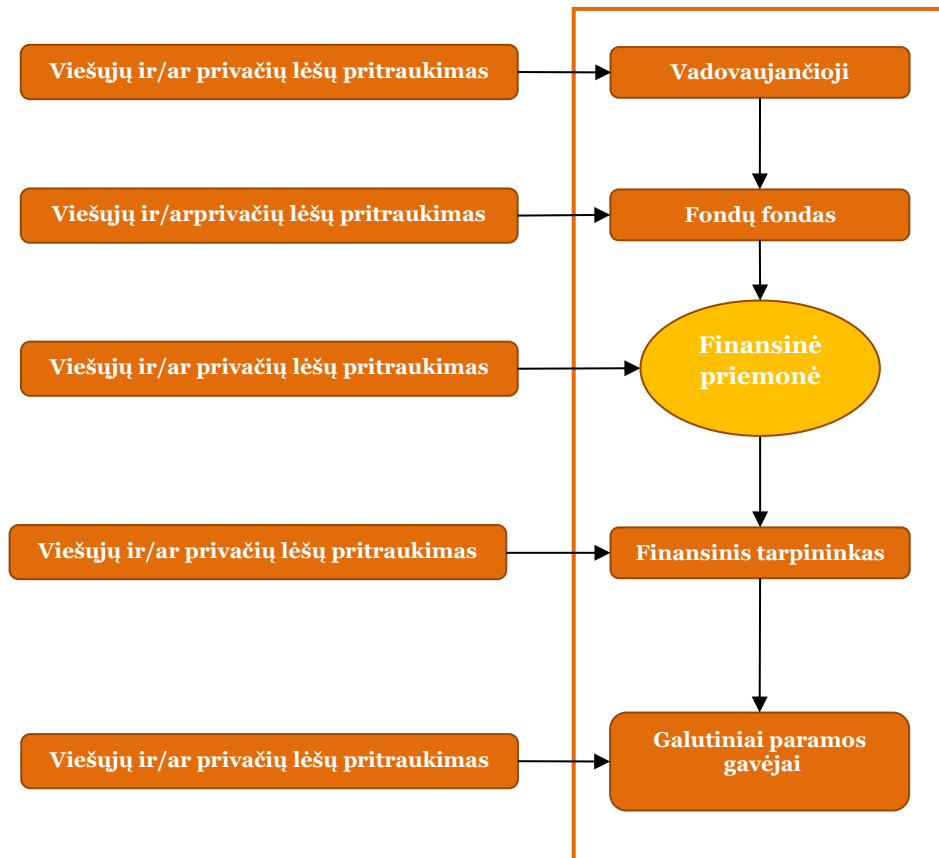 Viešųjų ir/ar privačių lėšų pritraukimas
Vadovaujančioji
Viešųjų ir/arprivačių lėšų pritraukimas
Fondų fondas
Viešųjų ir/ar privačių lėšų pritraukimas
Finansinė
priemonė
Viešųjų ir/ar privačių lėšų pritraukimas
Finansinis tarpininkas
Viešųjų ir/ar privačių lėšų pritraukimas
Galutiniai paramos
gavėjai